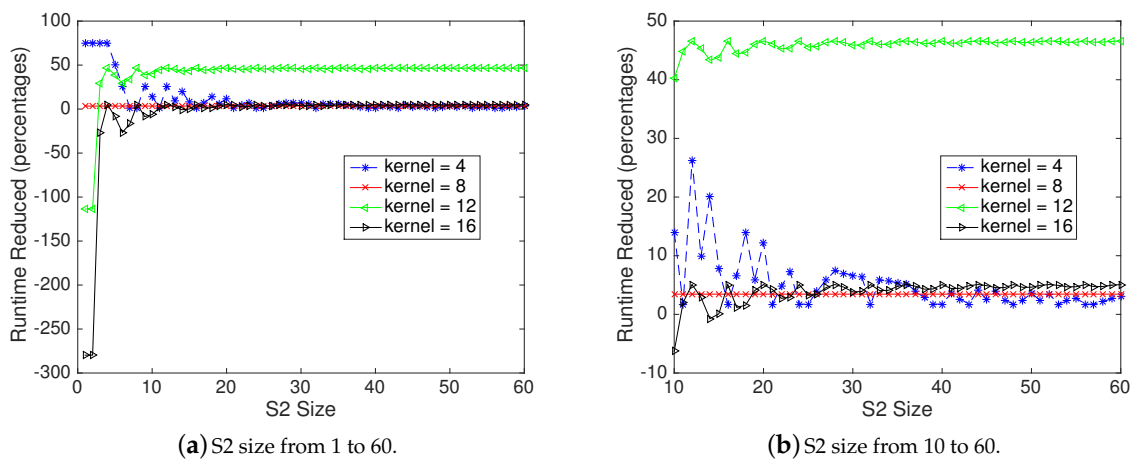 Runtime Reduced (percentages)
100
50
0
-50
-100
-150
-200
-250
-300
0
10
20
30
40
50
60
S2 Size
kernel = 4
kernel = 8
kernel = 12
kernel = 16
(a) S2 size from 1 to 60.
Runtime Reduced (percentages)
50
40
30
20
10
0
-10
10
20
30
40
50
60
S2 Size
kernel = 4
kernel = 8
kernel = 12
kernel = 16
(b) S2 size from 10 to 60.